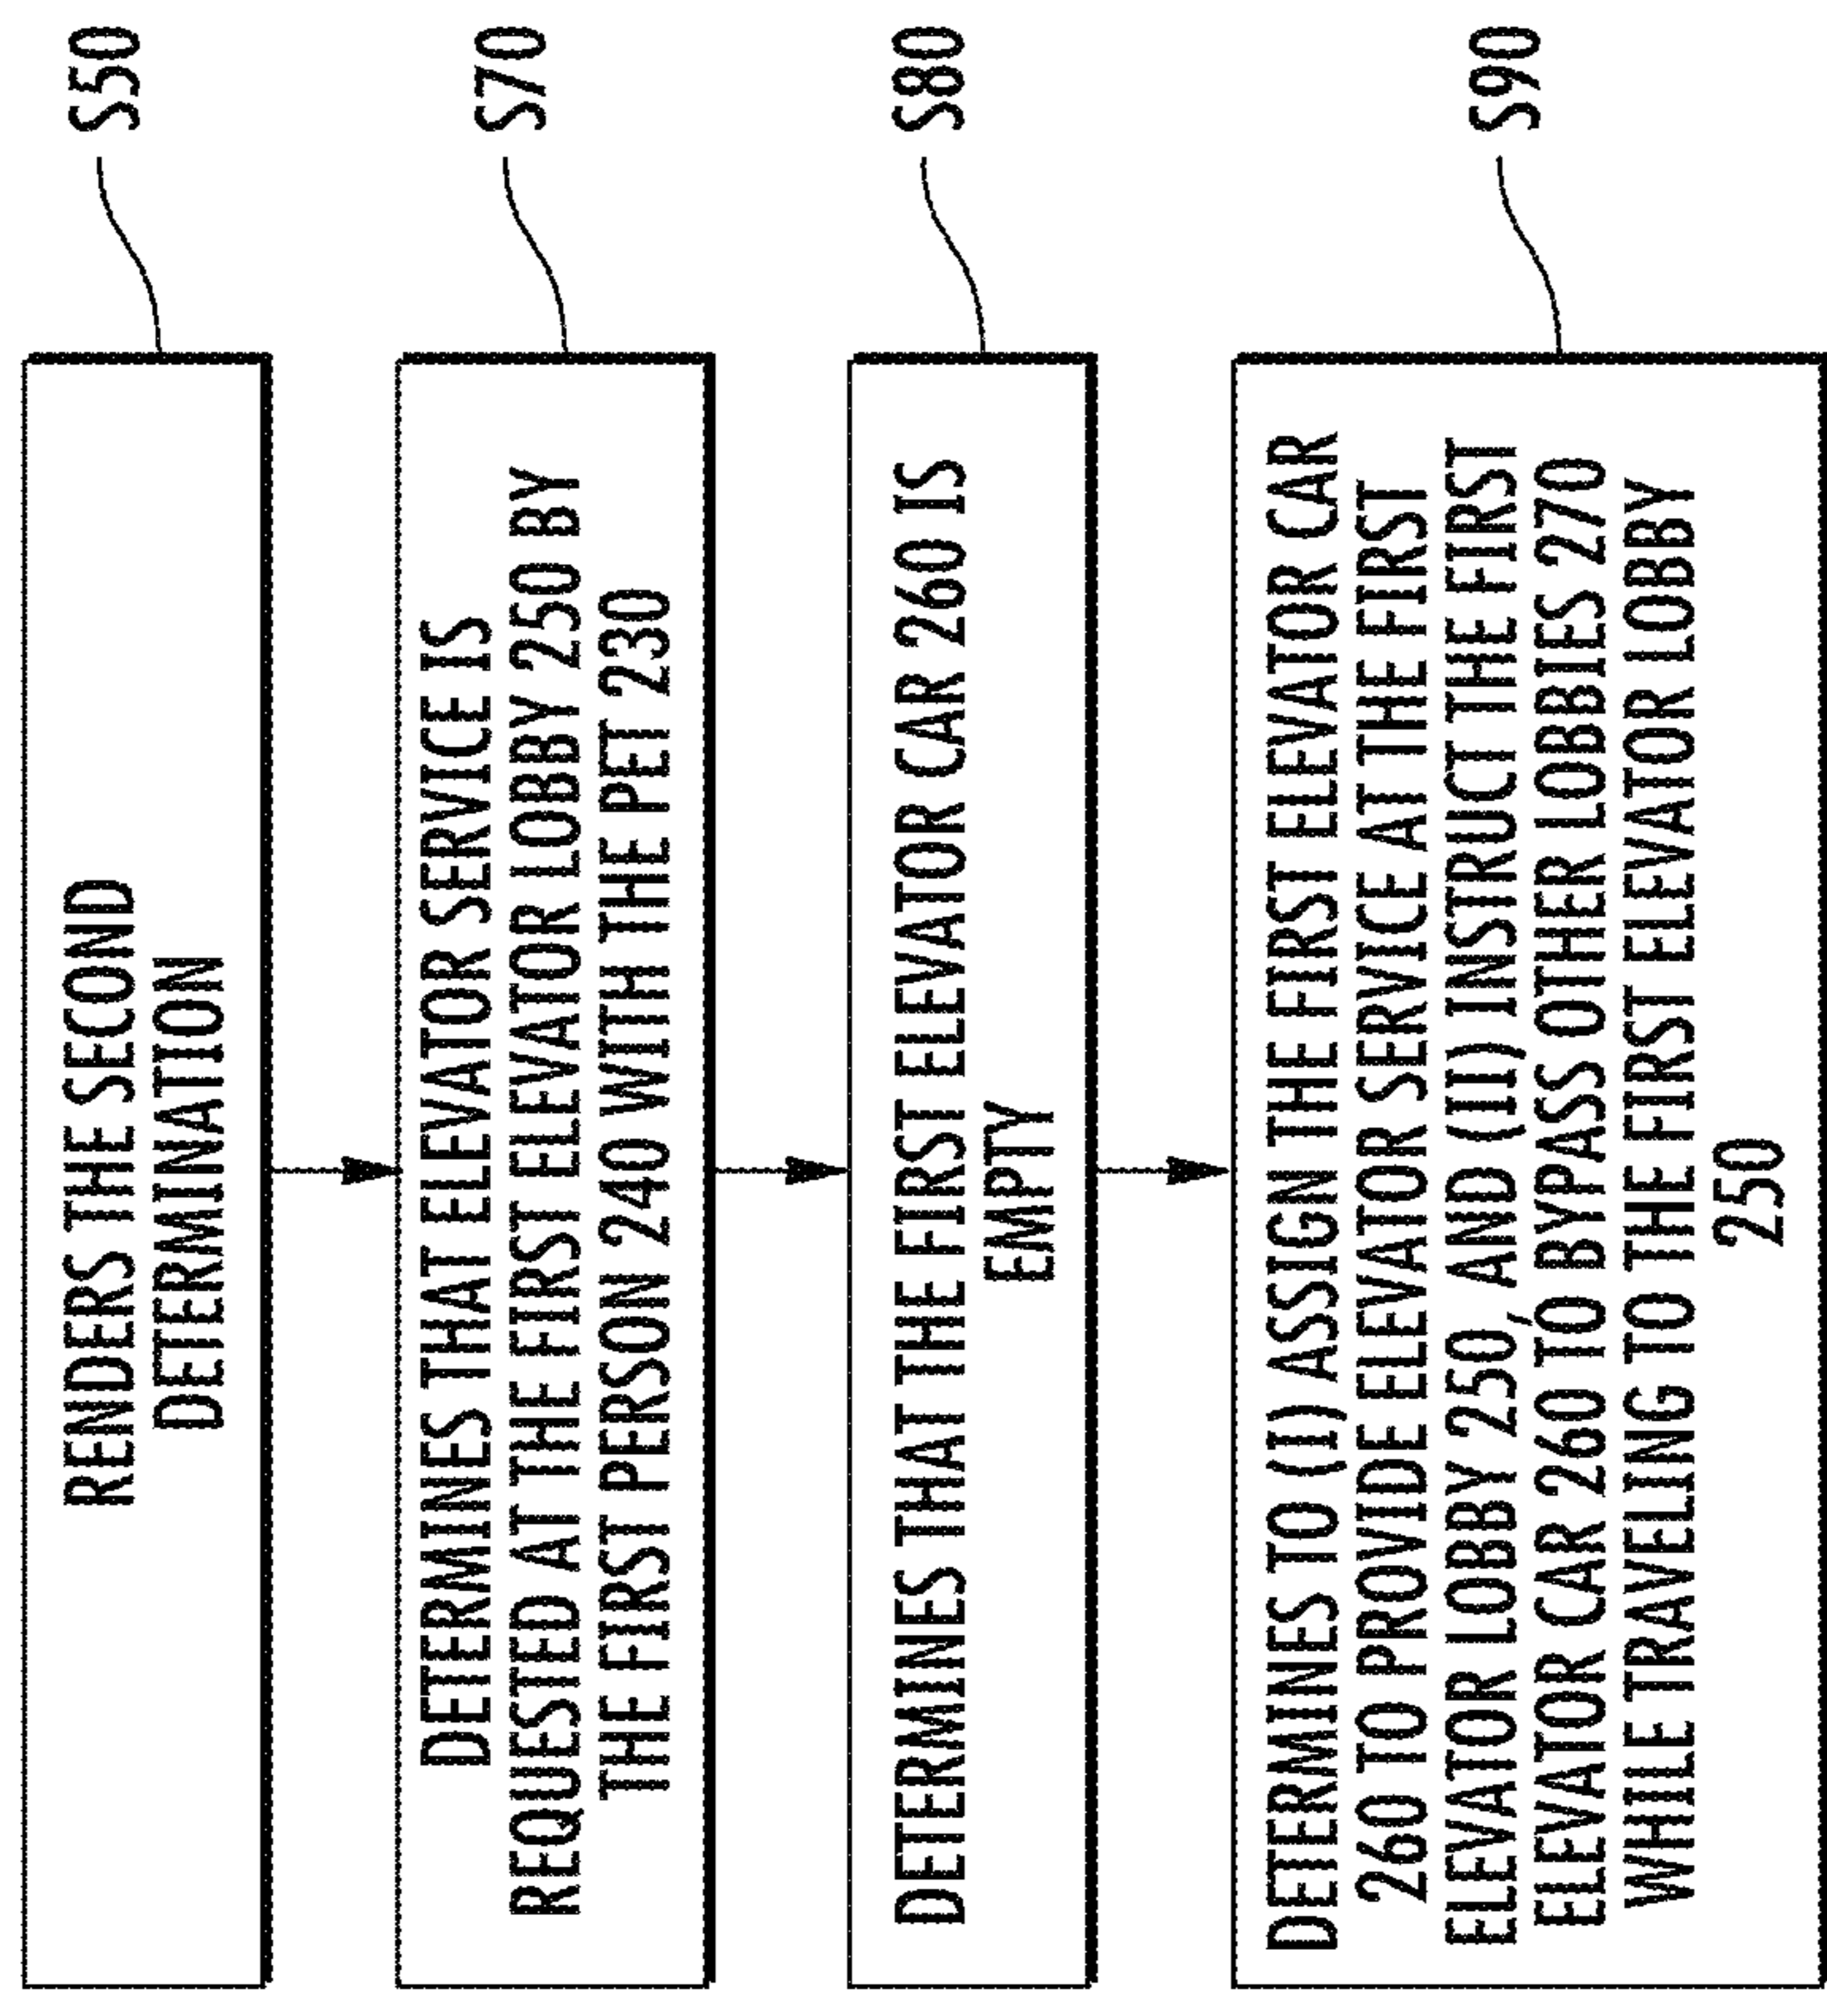 RENDERS THE SECOND
DETERMINATION
S50
DETERMINES THAT ELEVATOR SERVICE IS
REQUESTED AT THE FIRST ELEVATOR LOBBY 250 BY
THE FIRST PERSON 240 WITH THE PET 230
S70
DETERMINES THAT THE FIRST ELEVATOR CAR 260 IS
EMPTY
S80
DETERMINES TO (I) ASSIGN THE FIRST ELEVATOR CAR
260 TO PROVIDE ELEVATOR SERVICE AT THE FIRST
ELEVATOR LOBBY 250, AND (II) INSTRUCT THE FIRST
ELEVATOR CAR 260 TO BYPASS OTHER LOBBIES 270
WHILE TRAVELING TO THE FIRST ELEVATOR LOBBY
250
S90